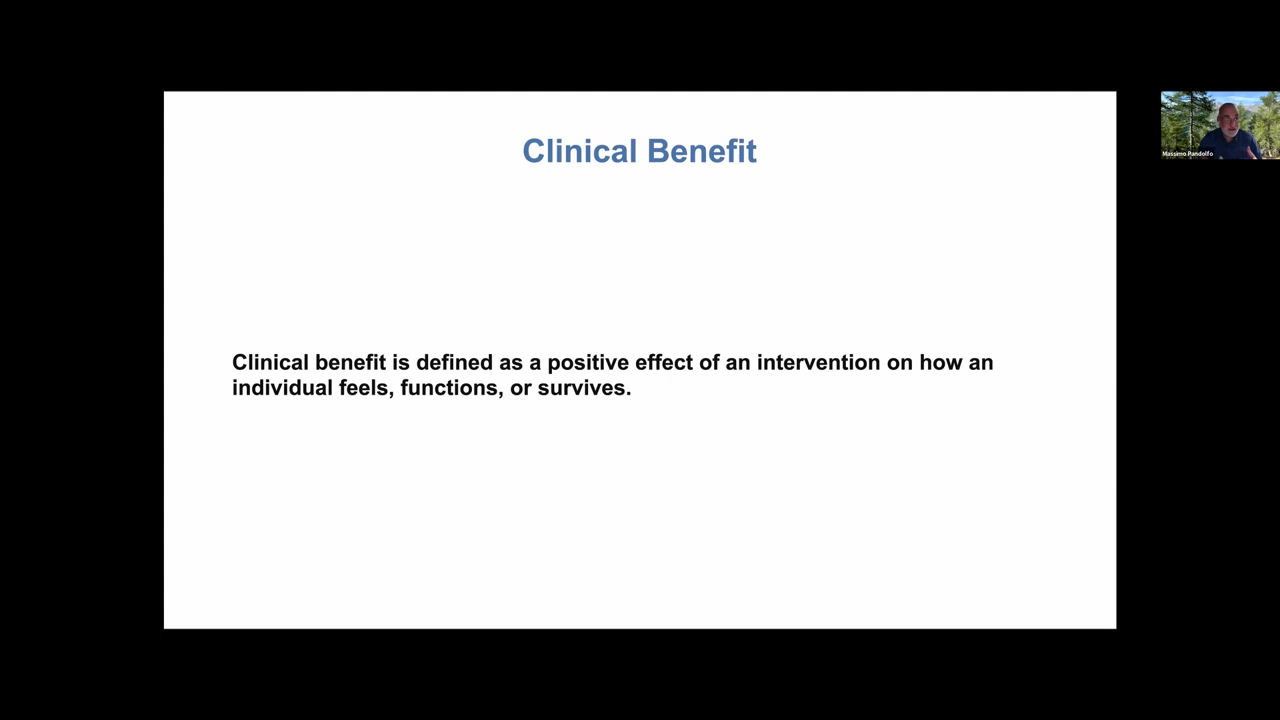 Clinical Benefit
Massimo Pandolfo
Clinical benefit is defined as a positive effect of an intervention on how an
individual feels, functions, or survives.